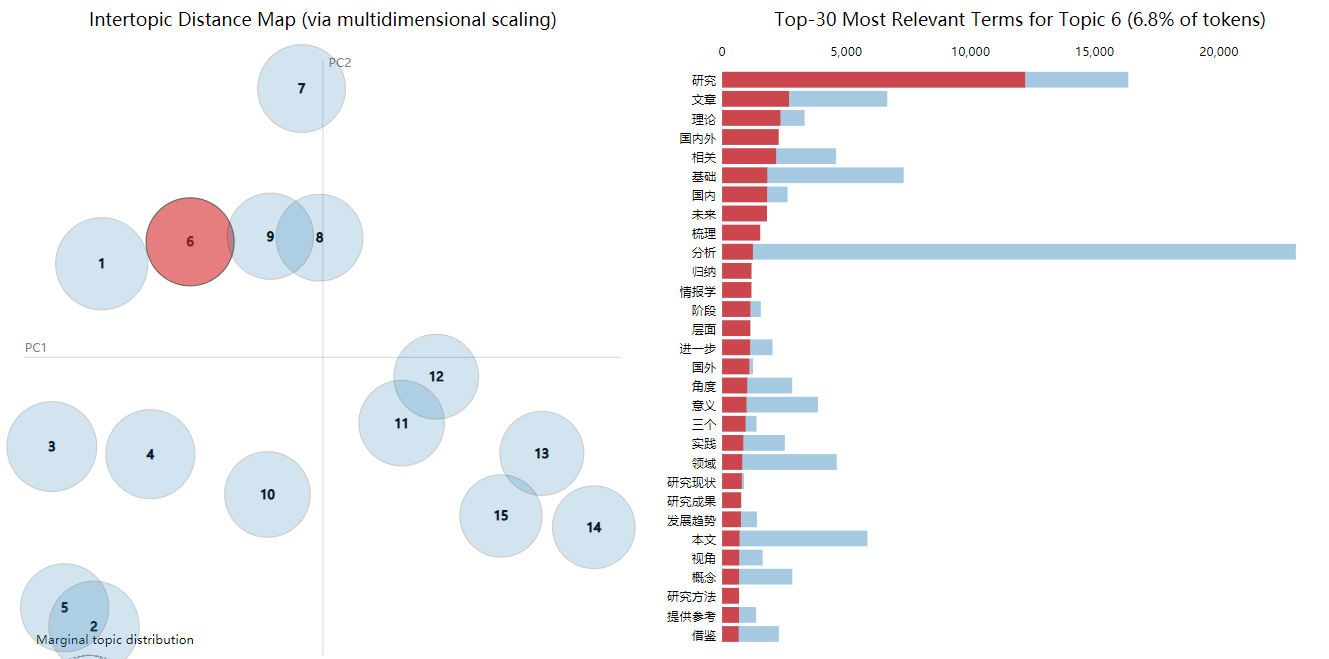 Intertopic Distance Map (via multidimensional scaling)
PC2
7
9
8
6
1
PC1
12
11
3
4
13
10
15
14
5
2
Marginal topic distribution
Top-30 Most Relevant Terms for Topic 6 (6.8% of tokens)
0 5,000 10,000 15,000 20,000
研究
文章
理论
国内外
相关
基础
国内
未来
梳理
分析
归纳
情报学
阶段
层面
进一步
国外
角度
意义
三个
实践
领域
研究现状
研究成果
发展趋势
本文
视角
概念
研究方法
提供参考
借鉴